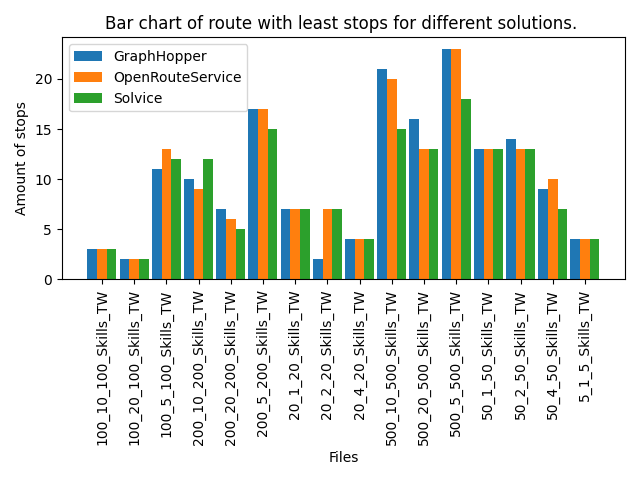 Bar chart of route with least stops for different solutions.
GraphHopper
OpenRouteService
Solvice
Amount of stops
20
15
10
5
0
100_10_100_Skills_TW
100_20_100_Skills_TW
100_5_100_Skills_TW
200_10_200_Skills_TW
200_20_200_Skills_TW
200_5_200_Skills_TW
20_1_20_Skills_TW
20_2_20_Skills_TW
20_4_20_Skills_TW
500_10_500_Skills_TW
500_20_500_Skills_TW
500_5_500_Skills_TW
50_1_50_Skills_TW
50_2_50_Skills_TW
50_4_50_Skills_TW
5_1_5_Skills_TW
Files